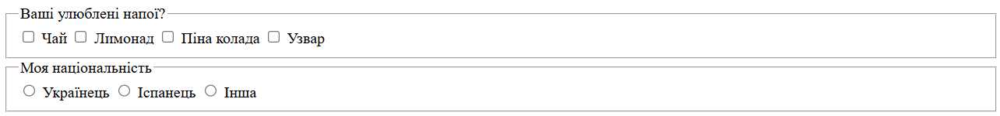 Ваші улюблені напої?
Чай Лимонад Піна колада Узвар
Моя національність
Українець Іспанець Інша